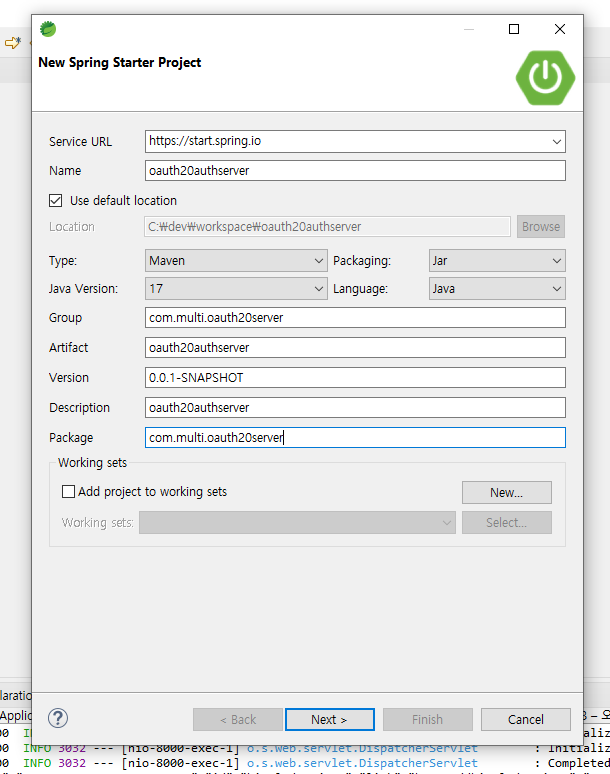 New Spring Starter Project
Service URL https://start.spring.io
Name oauth20authserver
Use default location
Location C:₩dev₩workspace₩oauth20authserver Browse
Type: Maven Packaging: Jar
Java Version: 17 Language: Java
Group com.multi.oauth20server
Artifact oauth20authserver
Version 0.0.1-SNAPSHOT
Description oauth20authserver
Package com.multi.oauth20server
Working sets
Add project to working sets New...
Working sets: Select...
? < Back Next > Finish Cancel
INFO 3032 --- [nio-8000-exec-1] o.s.web.servlet.DispatcherServlet : Initializ
INFO 3032 --- [nio-8000-exec-1] o.s.web.servlet.DispatcherServlet : Completed